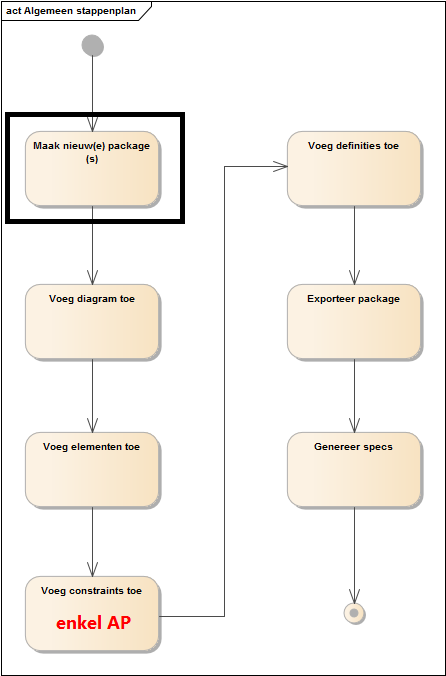 act Algemeen stappenplan
Maak nieuw(e) package
(s)
Voeg diagram toe
Voeg elementen toe
Voeg constraints toe
enkel AP
Voeg definities toe
Exporteer package
Genereer specs